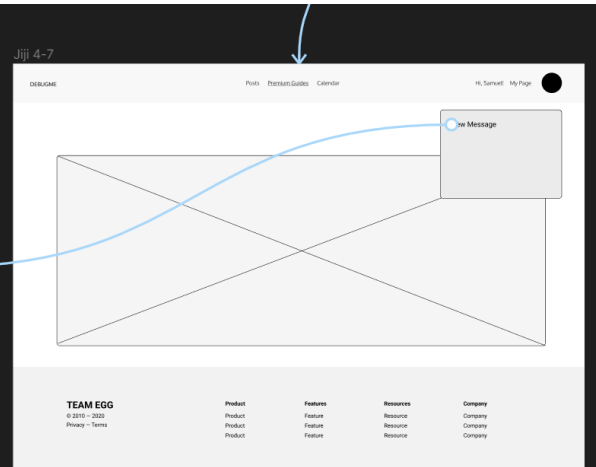 Jiji 4-7
DEBUGME Posts Premium Guides Calendar Hi, Samuel! My Page
ew Message
TEAM EGG
© 2010 — 2020
Privacy — Terms
Product Features Resources Company
Product Feature Resource Company
Product Feature Resource Company
Product Feature Resource Company